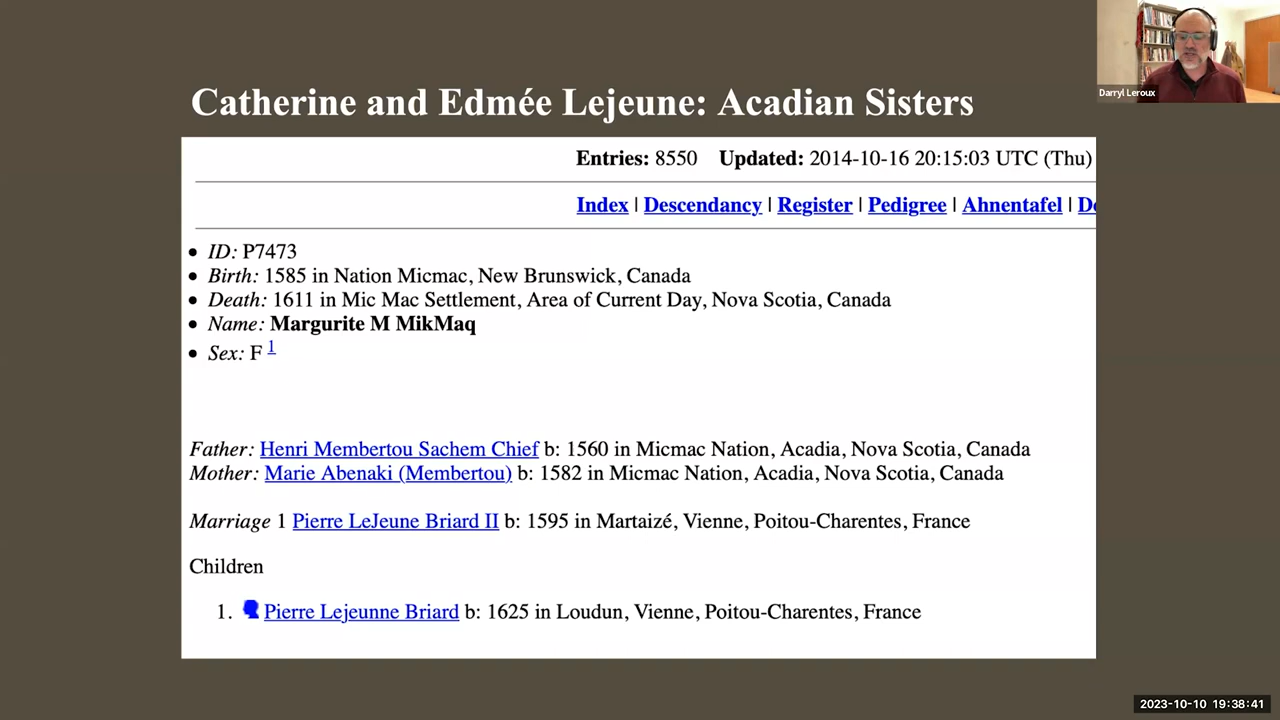 Catherine and Edmée Lejeune: Acadian Sisters
Darryl Leroux
Entries: 8550 Updated: 2014-10-16 20:15:03 UTC (Thu)
Index | Descendancy | Register | Pedigree | Ahnentafel |
• ID: P7473
• Birth: 1585 in Nation Micmac, New Brunswick, Canada
• Death: 1611 in Mic Mac Settlement, Area of Current Day, Nova Scotia, Canada
• Name: Margurite M MikMaq
• Sex: F 1
Father: Henri Membertou Sachem Chief b: 1560 in Micmac Nation, Acadia, Nova Scotia, Canada
Mother: Marie Abenaki (Membertou) b: 1582 in Micmac Nation, Acadia, Nova Scotia, Canada
Marriage 1 Pierre LeJeune Briard II b: 1595 in Martaizé, Vienne, Poitou-Charentes, France
Children
1. Pierre Lejeunne Briard b: 1625 in Loudun, Vienne, Poitou-Charentes, France
2023-10-10 19:38:41